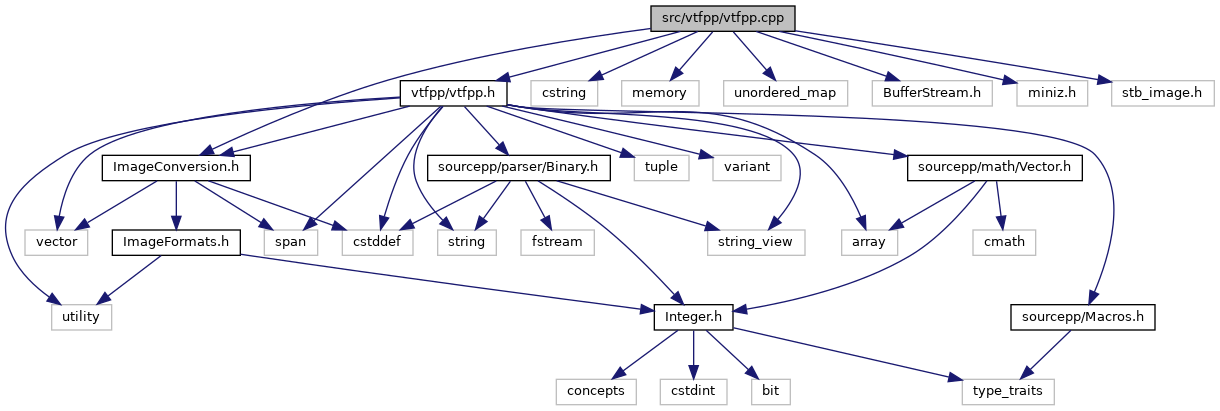 src/vtfpp/vtfpp.cpp
vtfpp/vtfpp.h
cstring
memory
unordered_map
BufferStream.h
miniz.h
stb_image.h
ImageConversion.h
sourcepp/parser/Binary.h
tuple
variant
sourcepp/math/Vector.h
vector
ImageFormats.h
span
cstddef
string
fstream
string_view
array
cmath
utility
Integer.h
sourcepp/Macros.h
concepts
cstdint
bit
type_traits